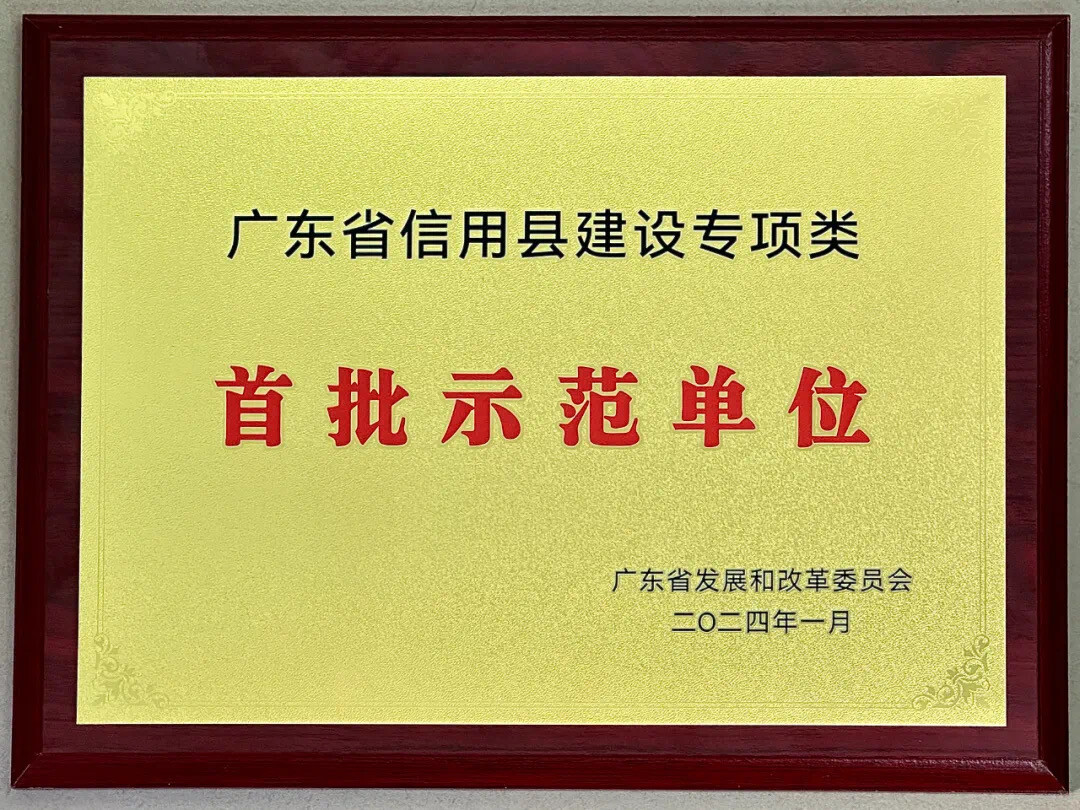 广东省信用县建设专项类
首批示范单位
广东省发展和改革委员会
二〇二四年一月